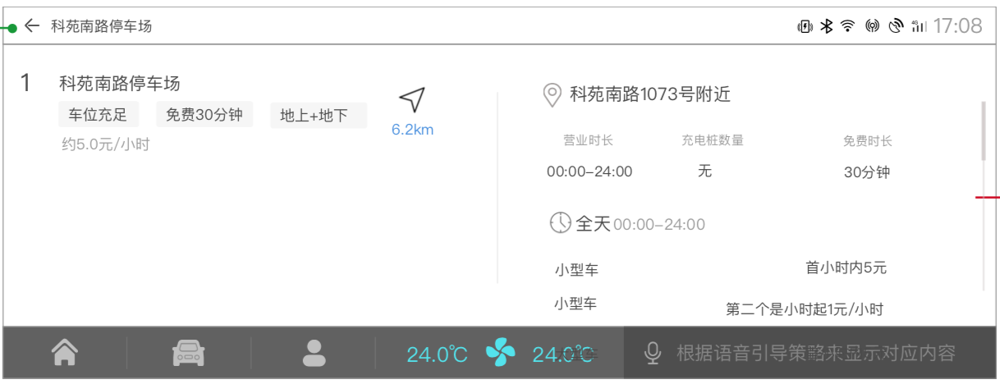 科苑南路停车场
4G
17:08
1
科苑南路停车场
车位充足 免费30分钟 地上+地下
约5.0元/小时
6.2km
科苑南路1073号附近
营业时长 充电桩数量 免费时长
00:00-24:00 无 30分钟
全天 00:00-24:00
小型车 首小时内5元
小型车 第二个是小时起1元/小时
24.0℃ 24.0℃
根据语音引导策略来显示对应内容